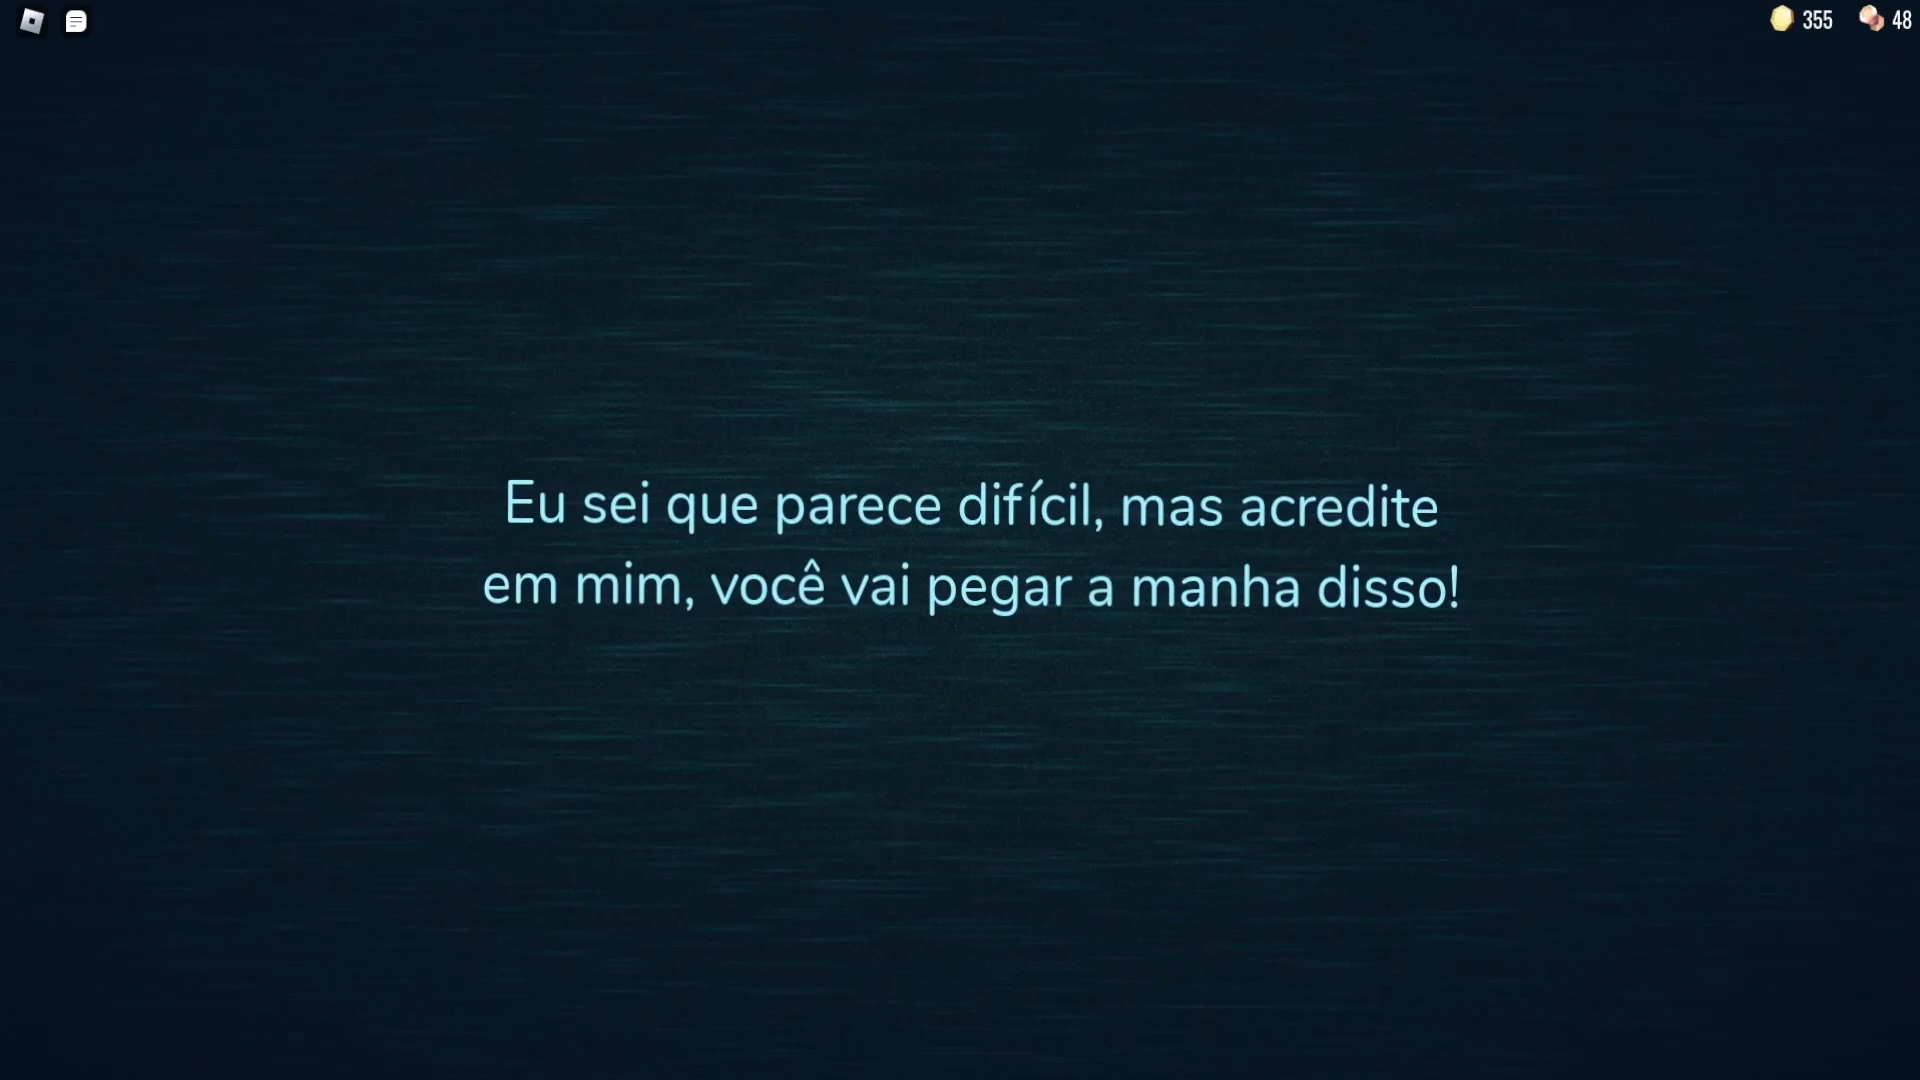 355 48
Eu sei que parece difícil, mas acredite
em mim, você vai pegar a manha disso!